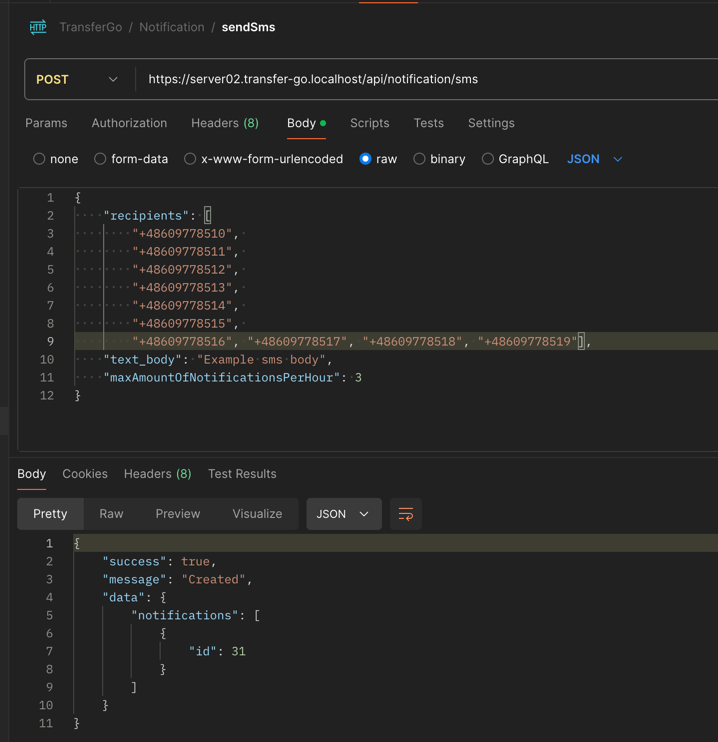 HTTP TransferGo / Notification / sendSms
POST https://server02.transfer-go.localhost/api/notification/sms
Params Authorization Headers (8) Body Scripts Tests Settings
none form-data x-www-form-urlencoded raw binary GraphQL JSON
1 {
2 "recipients": [
3 "+48609778510",
4 "+48609778511",
5 "+48609778512",
6 "+48609778513",
7 "+48609778514",
8 "+48609778515",
9 "+48609778516", "+48609778517", "+48609778518", "+48609778519"],
10 "text_body": "Example sms body",
11 "maxAmountOfNotificationsPerHour": 3
12 }
Body Cookies Headers (8) Test Results
Pretty Raw Preview Visualize JSON
1 {
2 "success": true,
3 "message": "Created",
4 "data": {
5 "notifications": [
6 {
7 "id": 31
8 }
9 ]
10 }
11 }